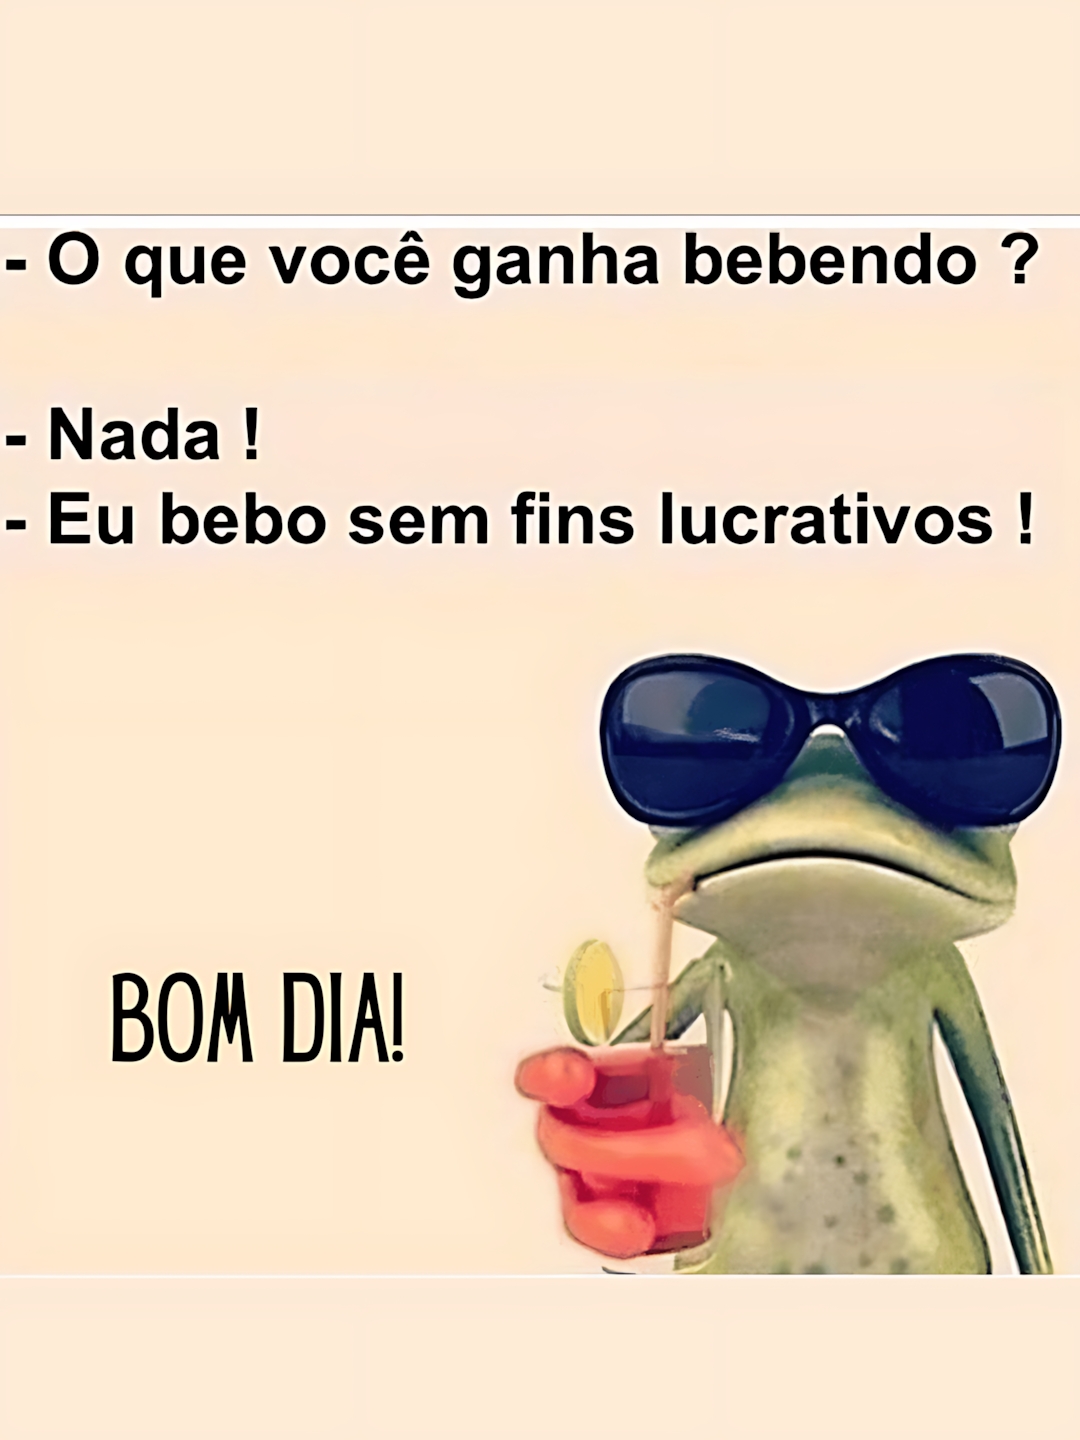 - O que você ganha bebendo ?
- Nada !
- Eu bebo sem fins lucrativos !
BOM DIA!